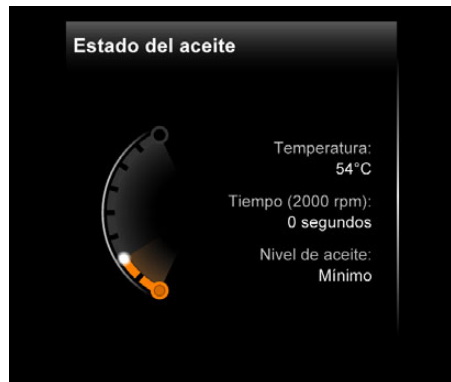 Estado del aceite
Temperatura:
54°C
Tiempo (2000 rpm):
0 segundos
Nivel de aceite:
Mínimo